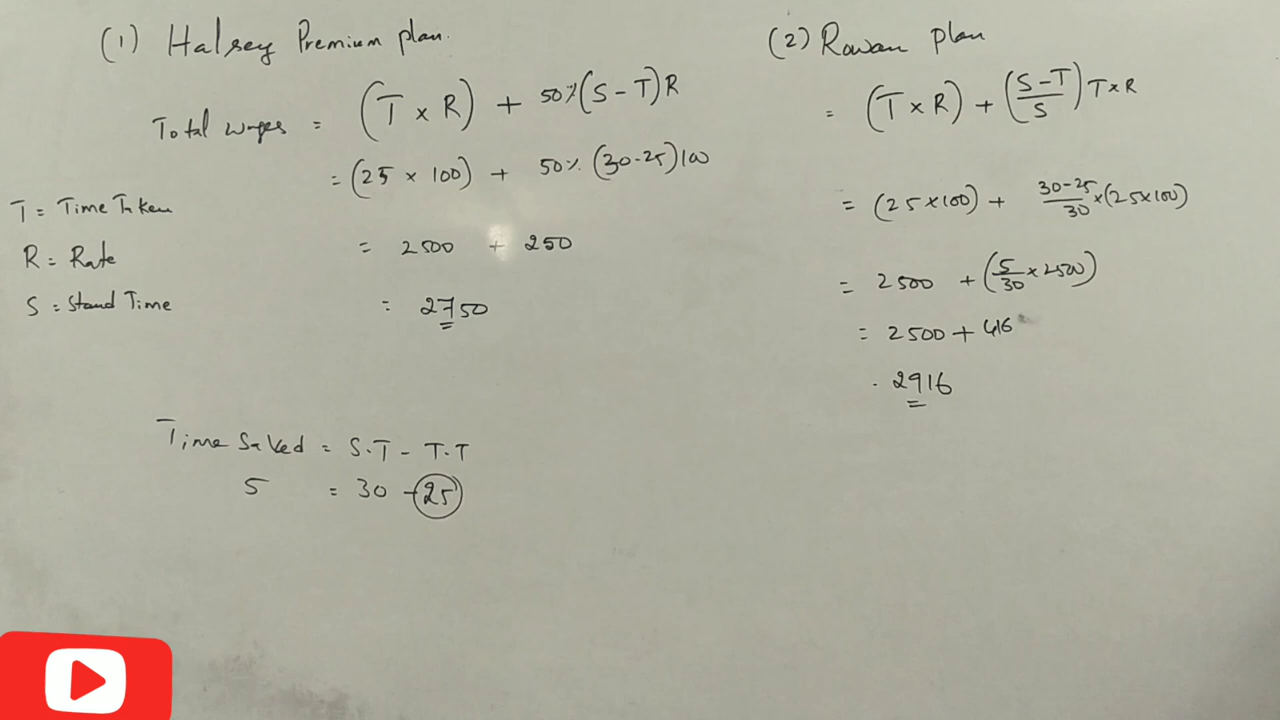 (1) Halsey Premium plan.
Total wages = (T × R) + 50%(S - T)R
= (25 × 100) + 50%(30-25)100
T = Time Taken
R = Rate
S = Stand Time
= 2500 + 250
= 2750
Time Saved = S.T - T.T
5 = 30 - 25
(2) Rowan plan
= (T × R) + (S-T/S) T×R
= (25×100) + 30-25/30 ×(25×100)
= 2500 + (5/30 × 2500)
= 2500 + 416
. 2916